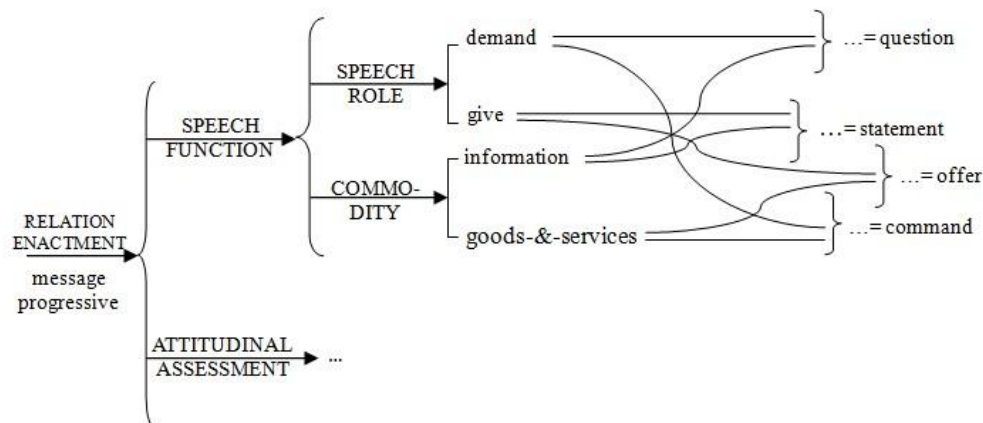 demand
…= question
SPEECH
ROLE
give
SPEECH
FUNCTION
…= statement
information
…= offer
COMMO-
DITY
RELATION
ENACTMENT
goods-&-services
…= command
message
progressive
ATTITUDINAL
ASSESSMENT
...